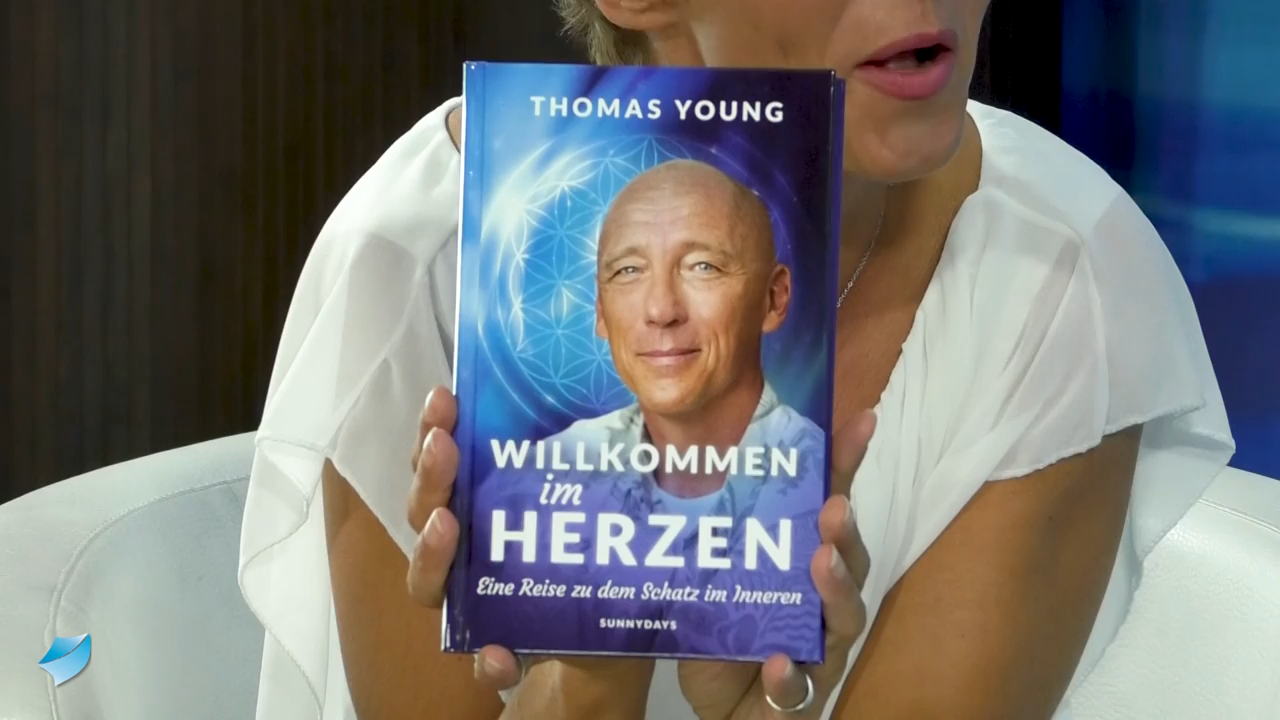 THOMAS YOUNG
WILLKOMMEN
im
HERZEN
Eine Reise zu dem Schatz im Inneren
SUNNYDAYS